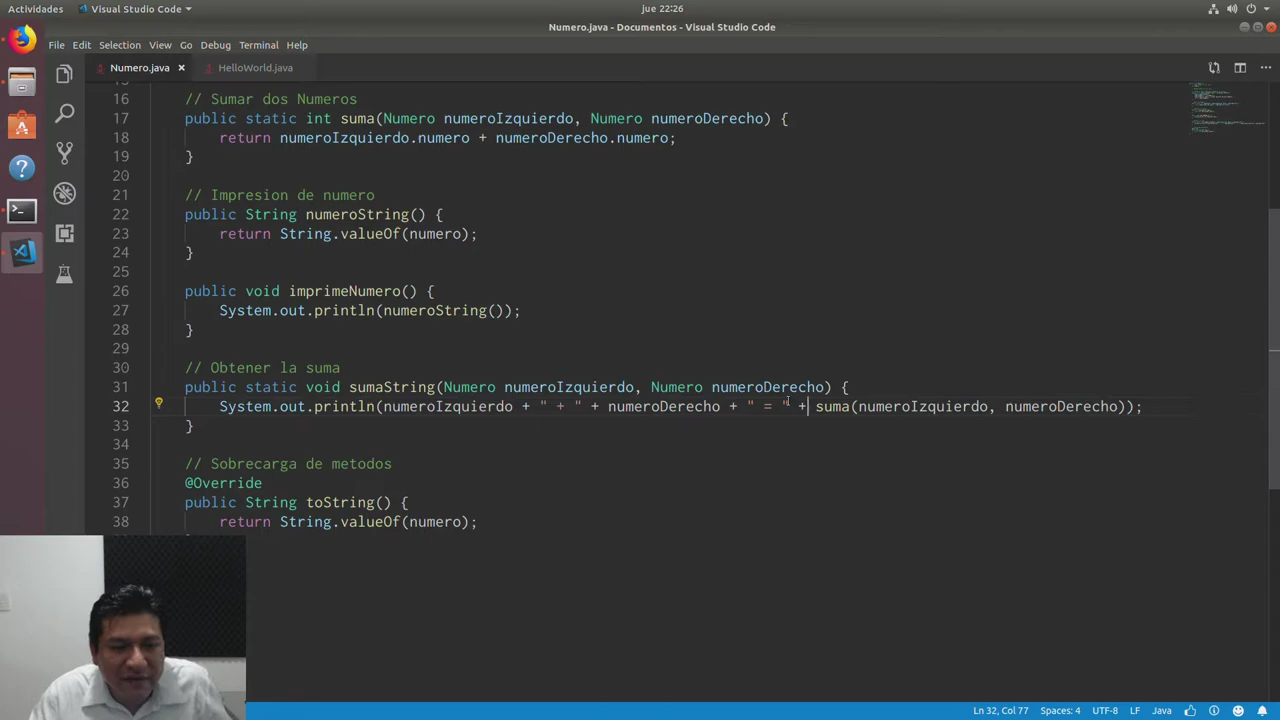 Actividades
Visual Studio Code
jue 22:26
Numero.java - Documentos - Visual Studio Code
File Edit Selection View Go Debug Terminal Help
Numero.java
HelloWorld.java
16 // Sumar dos Numeros
17 public static int suma(Numero numeroIzquierdo, Numero numeroDerecho) {
18 return numeroIzquierdo.numero + numeroDerecho.numero;
19 }
20
21 // Impresion de numero
22 public String numeroString() {
23 return String.valueOf(numero);
24 }
25
26 public void imprimeNumero() {
27 System.out.println(numeroString());
28 }
29
30 // Obtener la suma
31 public static void sumaString(Numero numeroIzquierdo, Numero numeroDerecho) {
32 System.out.println(numeroIzquierdo + " + " + numeroDerecho + " = " + suma(numeroIzquierdo, numeroDerecho));
33 }
34
35 // Sobrecarga de metodos
36 @Override
37 public String toString() {
38 return String.valueOf(numero);
Ln 32, Col 77 Spaces: 4 UTF-8 LF Java